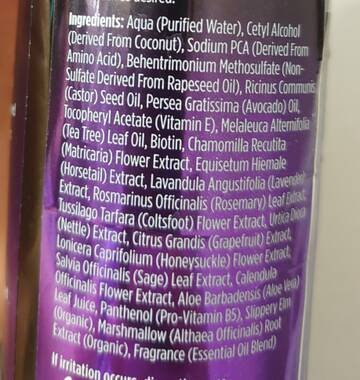 desired.
Ingredients: Aqua (Purified Water), Cetyl Alcohol
(Derived From Coconut), Sodium PCA (Derived From
Amino Acid), Behentrimonium Methosulfate (Non-
Sulfate Derived From Rapeseed Oil), Ricinus Communis
(Castor) Seed Oil, Persea Gratissima (Avocado) Oil,
Tocopheryl Acetate (Vitamin E), Melaleuca Alternifolia
(Tea Tree) Leaf Oil, Biotin, Chamomilla Recutita
(Matricaria) Flower Extract, Equisetum Hiemale
(Horsetail) Extract, Lavandula Angustifolia (Lavender)
Extract, Rosmarinus Officinalis (Rosemary) Leaf Extract,
Tussilago Tarfara (Coltsfoot) Flower Extract, Urtica Dioica
(Nettle) Extract, Citrus Grandis (Grapefruit) Extract,
Lonicera Caprifolium (Honeysuckle) Flower Extract,
Salvia Officinalis (Sage) Leaf Extract, Calendula
Officinalis Flower Extract, Aloe Barbadensis (Aloe Vera)
Leaf Juice, Panthenol (Pro-Vitamin B5), Slippery Elm
(Organic), Marshmallow (Althaea Officinalis) Root
Extract (Organic), Fragrance (Essential Oil Blend)
If irritation occurs,